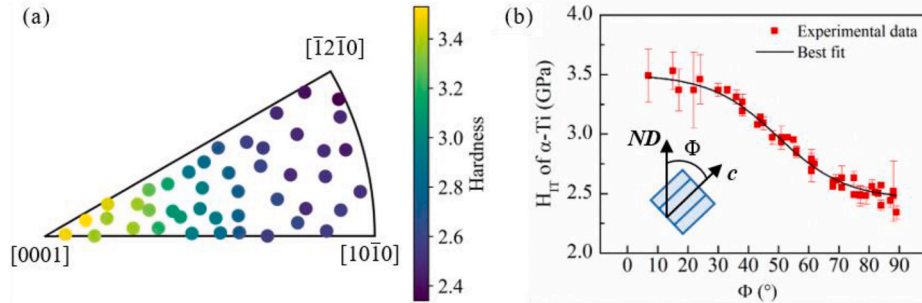 (a)
[1̄21̄0]
[0001]
[101̄0]
3.4
3.2
3.0
2.8
2.6
2.4
Hardness
(b)
4.0
3.5
3.0
2.5
2.0
H_IT of α-Ti (GPa)
Experimental data
Best fit
ND
Φ
c
0 10 20 30 40 50 60 70 80 90
Φ (°)